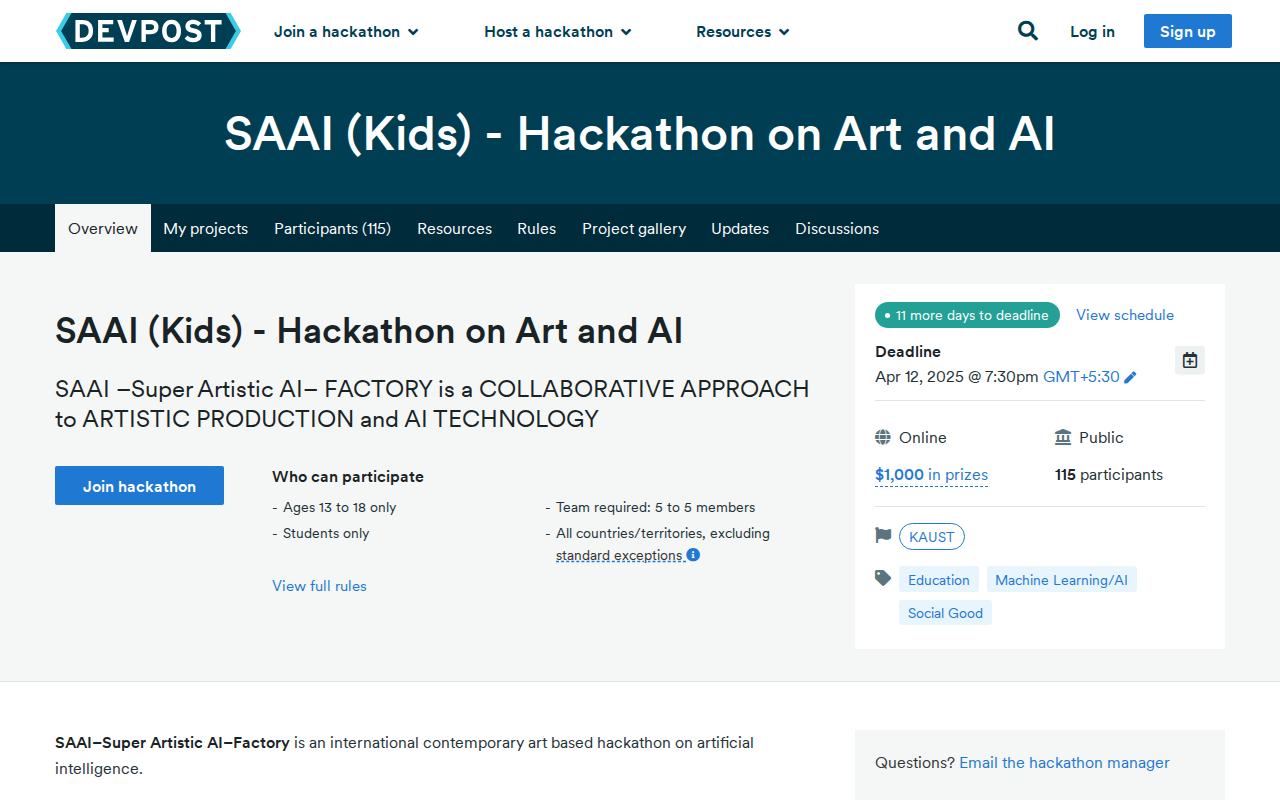 DEVPOST
Join a hackathon
Host a hackathon
Resources
Log in
Sign up
SAAI (Kids) - Hackathon on Art and AI
Overview
My projects
Participants (115)
Resources
Rules
Project gallery
Updates
Discussions
SAAI (Kids) - Hackathon on Art and AI
SAAI –Super Artistic AI– FACTORY is a COLLABORATIVE APPROACH
to ARTISTIC PRODUCTION and AI TECHNOLOGY
Join hackathon
Who can participate
- Ages 13 to 18 only
- Students only
- Team required: 5 to 5 members
- All countries/territories, excluding
standard exceptions
View full rules
11 more days to deadline
View schedule
Deadline
Apr 12, 2025 @ 7:30pm GMT+5:30
Online
Public
$1,000 in prizes
115 participants
KAUST
Education
Machine Learning/AI
Social Good
SAAI–Super Artistic AI–Factory is an international contemporary art based hackathon on artificial
intelligence.
Questions? Email the hackathon manager